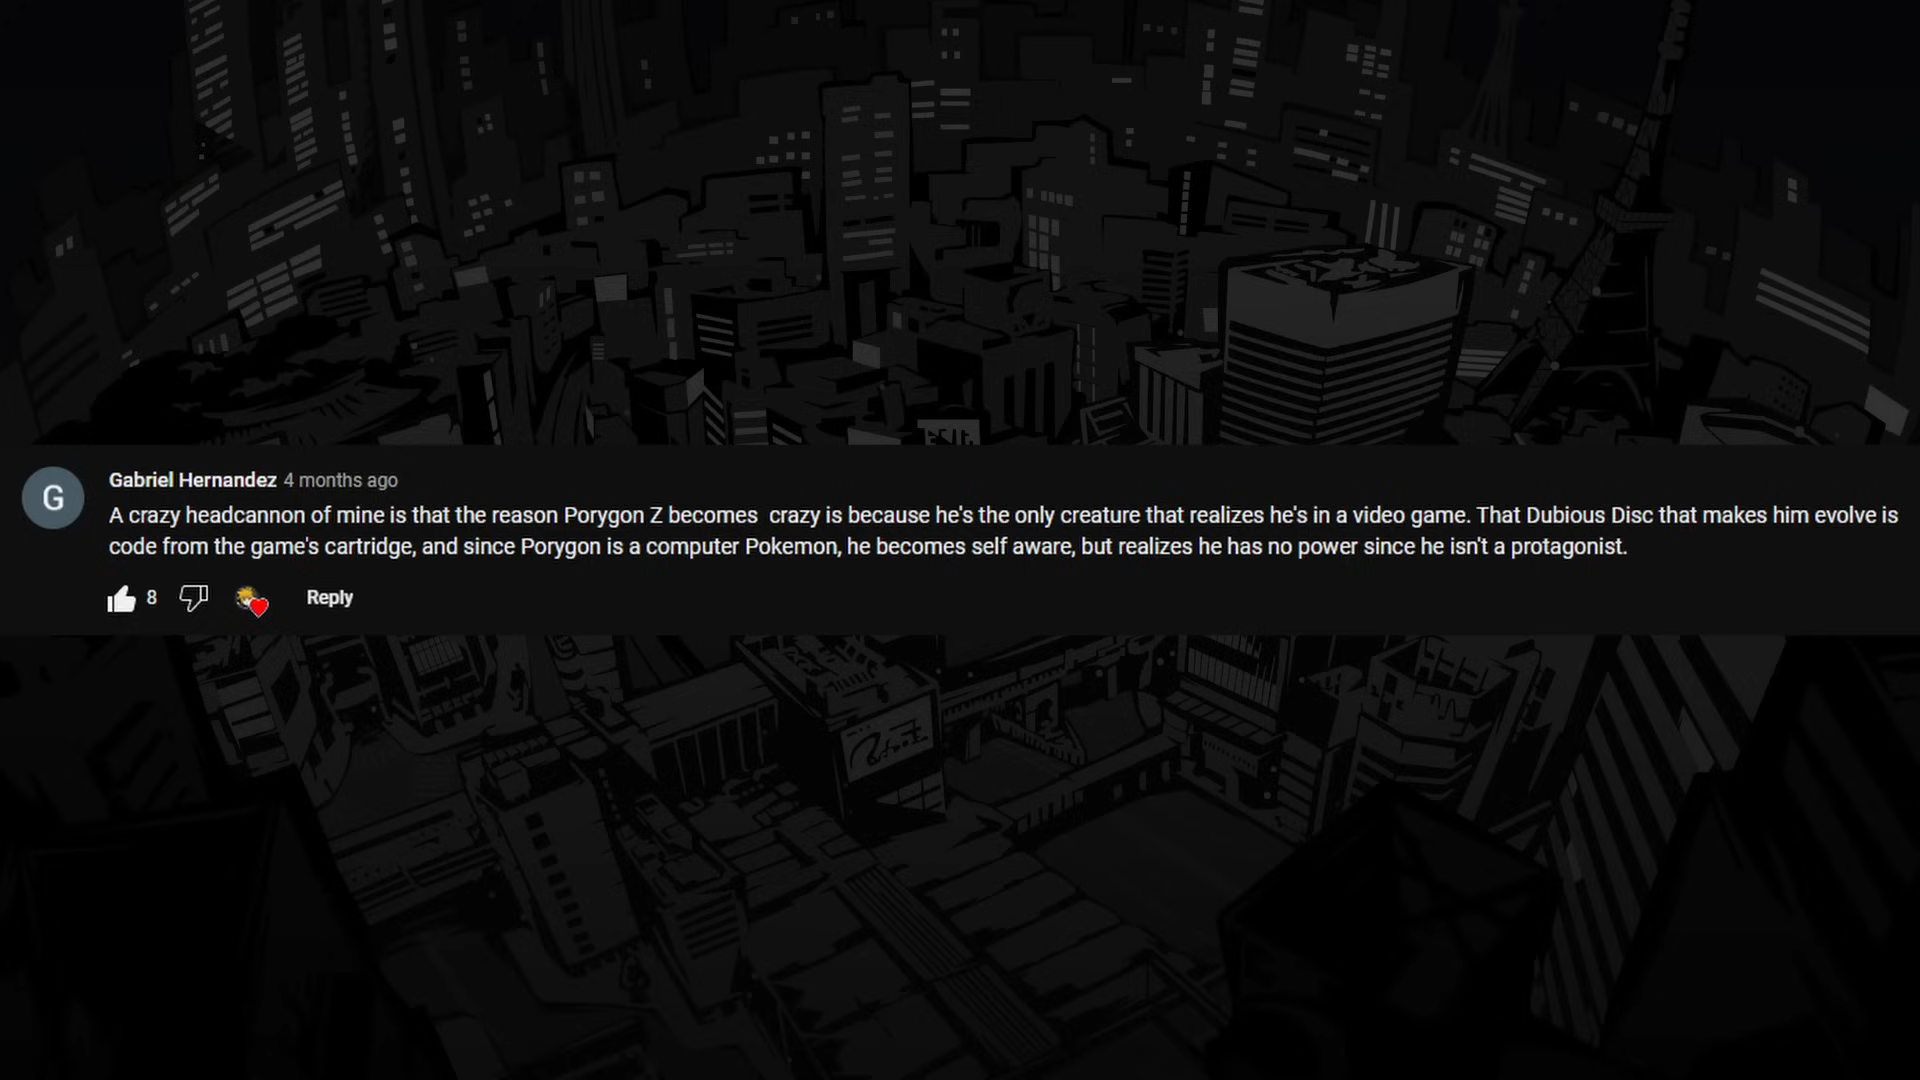 G
Gabriel Hernandez 4 months ago
A crazy headcannon of mine is that the reason Porygon Z becomes  crazy is because he's the only creature that realizes he's in a video game. That Dubious Disc that makes him evolve is
code from the game's cartridge, and since Porygon is a computer Pokemon, he becomes self aware, but realizes he has no power since he isn't a protagonist.
8 Reply